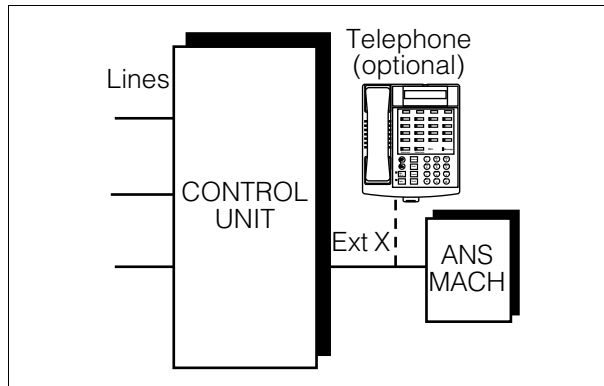 Telephone
(optional)
Lines
CONTROL
UNIT
Ext X
ANS
MACH